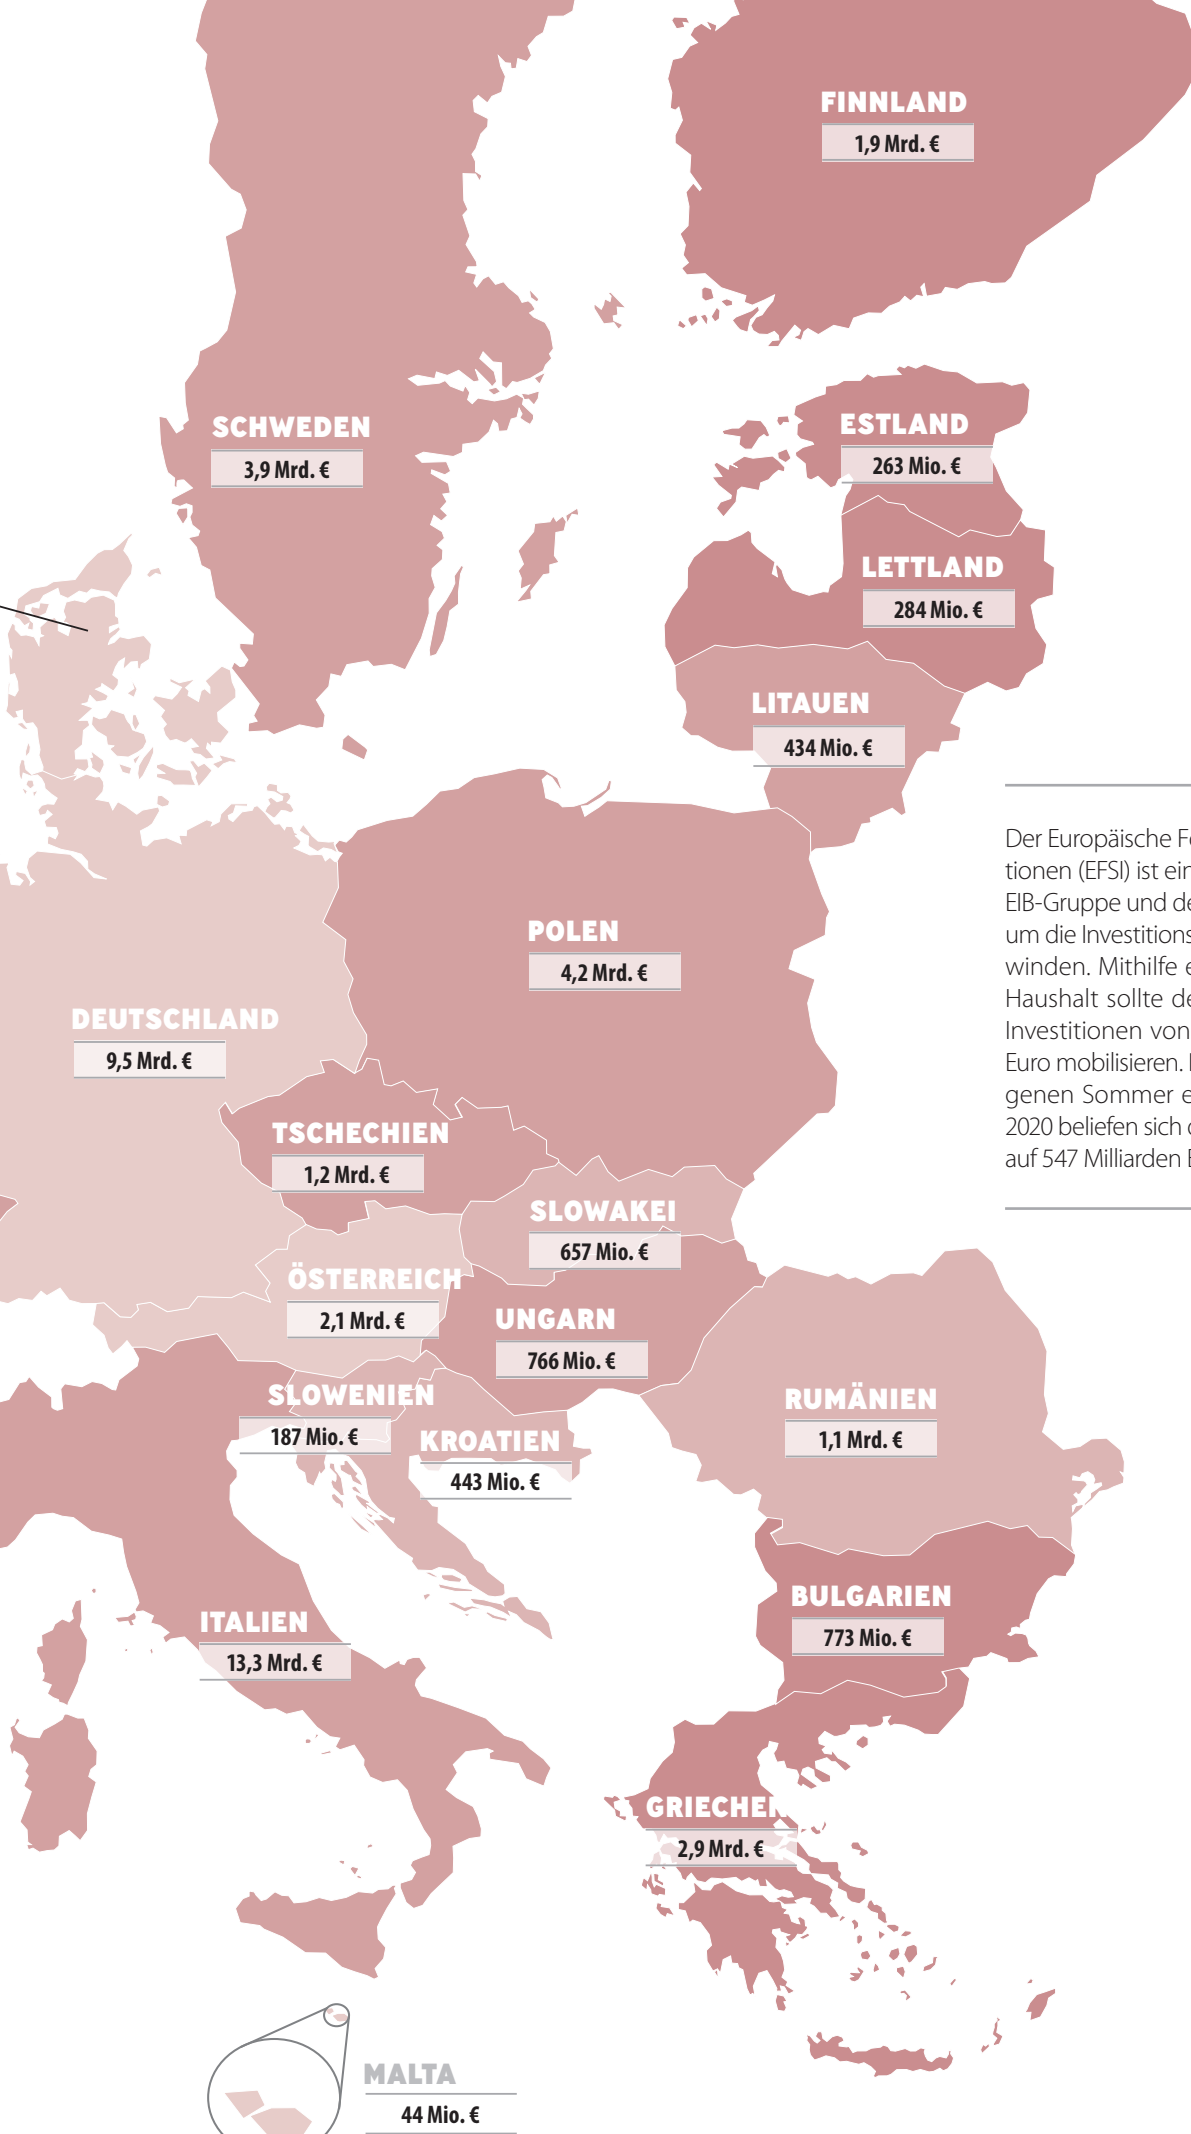 FINNLAND
1,9 Mrd. €
SCHWEDEN
3,9 Mrd. €
ESTLAND
263 Mio. €
LETTLAND
284 Mio. €
LITAUEN
434 Mio. €
Der Europäische
tionen (EFSI) ist
EIB-Gruppe und
um die
winden. Mithilfe
Haushalt sollte
Investitionen von
Euro mobilisieren.
genen Sommer
2020 beliefen sich
auf 547 Milliarden
POLEN
4,2 Mrd. €
DEUTSCHLAND
9,5 Mrd. €
TSCHECHIEN
1,2 Mrd. €
SLOWAKEI
657 Mio. €
ÖSTERREICH
2,1 Mrd. €
UNGARN
766 Mio. €
SLOWENIEN
187 Mio. €
KROATIEN
443 Mio. €
RUMÄNIEN
1,1 Mrd. €
BULGARIEN
773 Mio. €
ITALIEN
13,3 Mrd. €
2,9 Mrd. €
MALTA
44 Mio. €